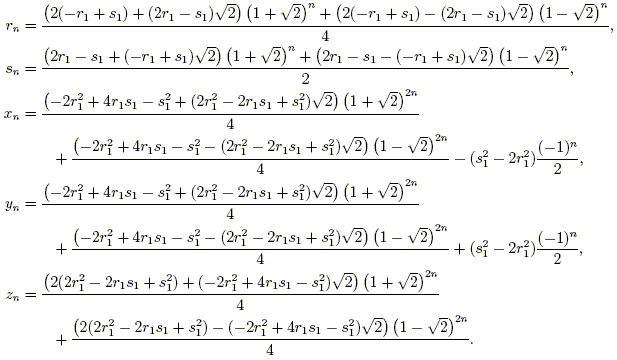 r_n = \frac{\left(2(-r_1+s_1)+(2r_1-s_1)\sqrt{2}\right)\left(1+\sqrt{2}\right)^n+\left(2(-r_1+s_1)-(2r_1-s_1)\sqrt{2}\right)\left(1-\sqrt{2}\right)^n}{4},
s_n = \frac{\left(2r_1-s_1+(-r_1+s_1)\sqrt{2}\right)\left(1+\sqrt{2}\right)^n+\left(2r_1-s_1-(-r_1+s_1)\sqrt{2}\right)\left(1-\sqrt{2}\right)^n}{2},
x_n = \frac{\left(-2r_1^2+4r_1s_1-s_1^2+(2r_1^2-2r_1s_1+s_1^2)\sqrt{2}\right)\left(1+\sqrt{2}\right)^{2n}}{4}
+\frac{\left(-2r_1^2+4r_1s_1-s_1^2-(2r_1^2-2r_1s_1+s_1^2)\sqrt{2}\right)\left(1-\sqrt{2}\right)^{2n}}{4}-(s_1^2-2r_1^2)\frac{(-1)^n}{2},
y_n = \frac{\left(-2r_1^2+4r_1s_1-s_1^2+(2r_1^2-2r_1s_1+s_1^2)\sqrt{2}\right)\left(1+\sqrt{2}\right)^{2n}}{4}
+\frac{\left(-2r_1^2+4r_1s_1-s_1^2-(2r_1^2-2r_1s_1+s_1^2)\sqrt{2}\right)\left(1-\sqrt{2}\right)^{2n}}{4}+(s_1^2-2r_1^2)\frac{(-1)^n}{2},
z_n = \frac{\left(2(2r_1^2-2r_1s_1+s_1^2)+(-2r_1^2+4r_1s_1-s_1^2)\sqrt{2}\right)\left(1+\sqrt{2}\right)^{2n}}{4}
+\frac{\left(2(2r_1^2-2r_1s_1+s_1^2)-(-2r_1^2+4r_1s_1-s_1^2)\sqrt{2}\right)\left(1-\sqrt{2}\right)^{2n}}{4}.